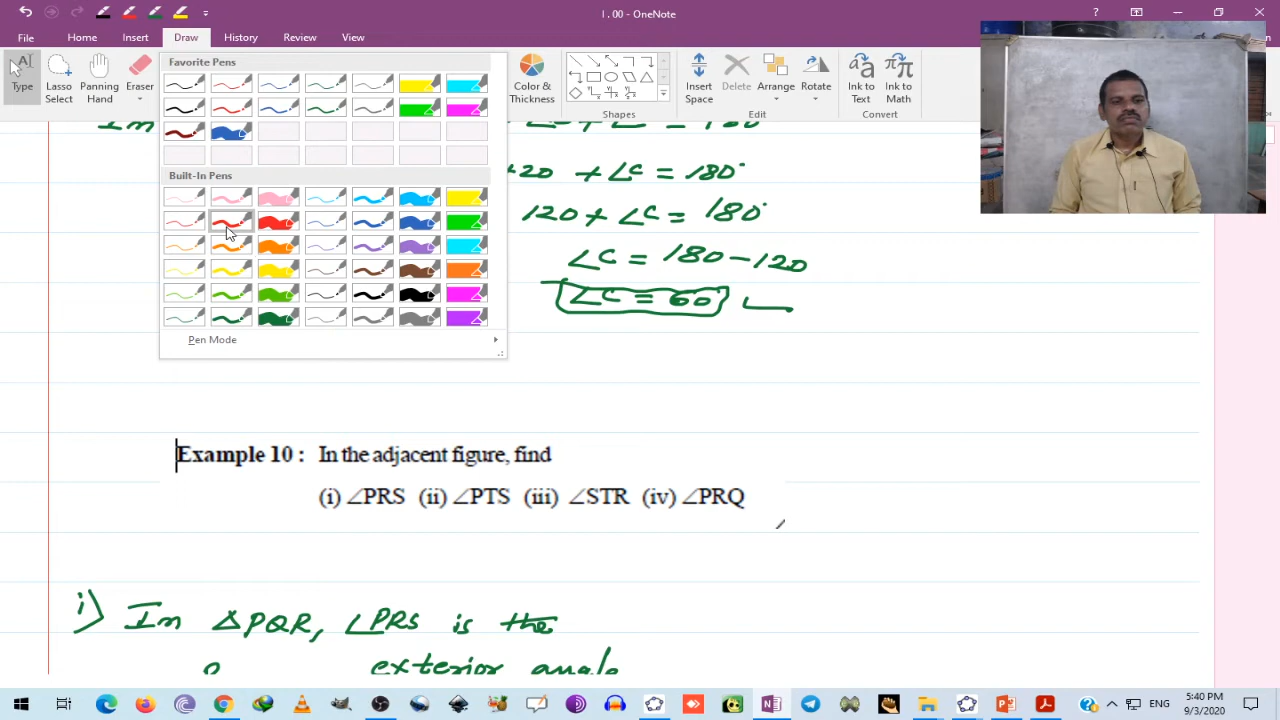 1.00 - OneNote
File Home Insert Draw History Review View
Type
Lasso Select
Panning Hand
Eraser
Favorite Pens
Built-In Pens
Pen Mode
Color & Thickness
Shapes
Insert Space
Delete
Arrange
Rotate
Edit
Ink to Text
Ink to Math
Convert
In
+20 + ∠C = 180°
120 + ∠C = 180°
∠C = 180 - 120
∠C = 60°
Example 10 : In the adjacent figure, find
(i) ∠PRS (ii) ∠PTS (iii) ∠STR (iv) ∠PRQ
i) In ΔPQR, ∠PRS is the
exterior angle
ENG
5:40 PM
9/3/2020